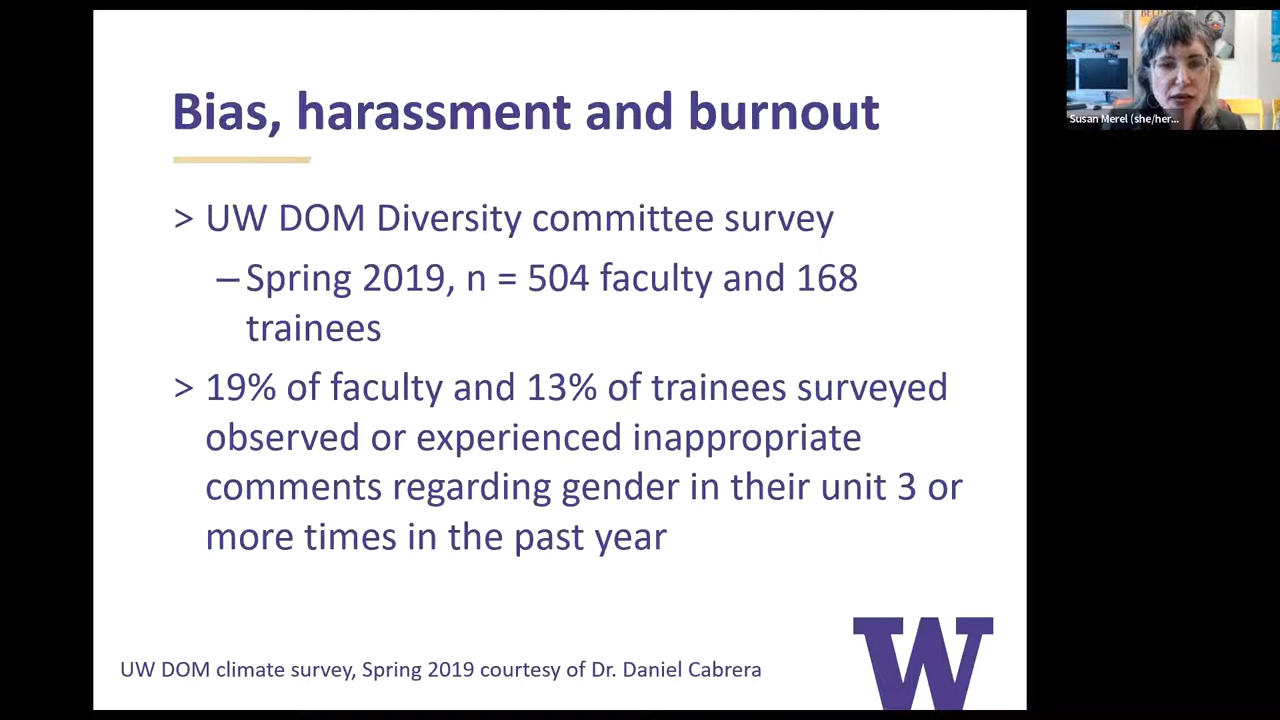 Bias, harassment and burnout
> UW DOM Diversity committee survey
– Spring 2019, n = 504 faculty and 168
trainees
> 19% of faculty and 13% of trainees surveyed
observed or experienced inappropriate
comments regarding gender in their unit 3 or
more times in the past year
UW DOM climate survey, Spring 2019 courtesy of Dr. Daniel Cabrera
W
Susan Merel (she/her...